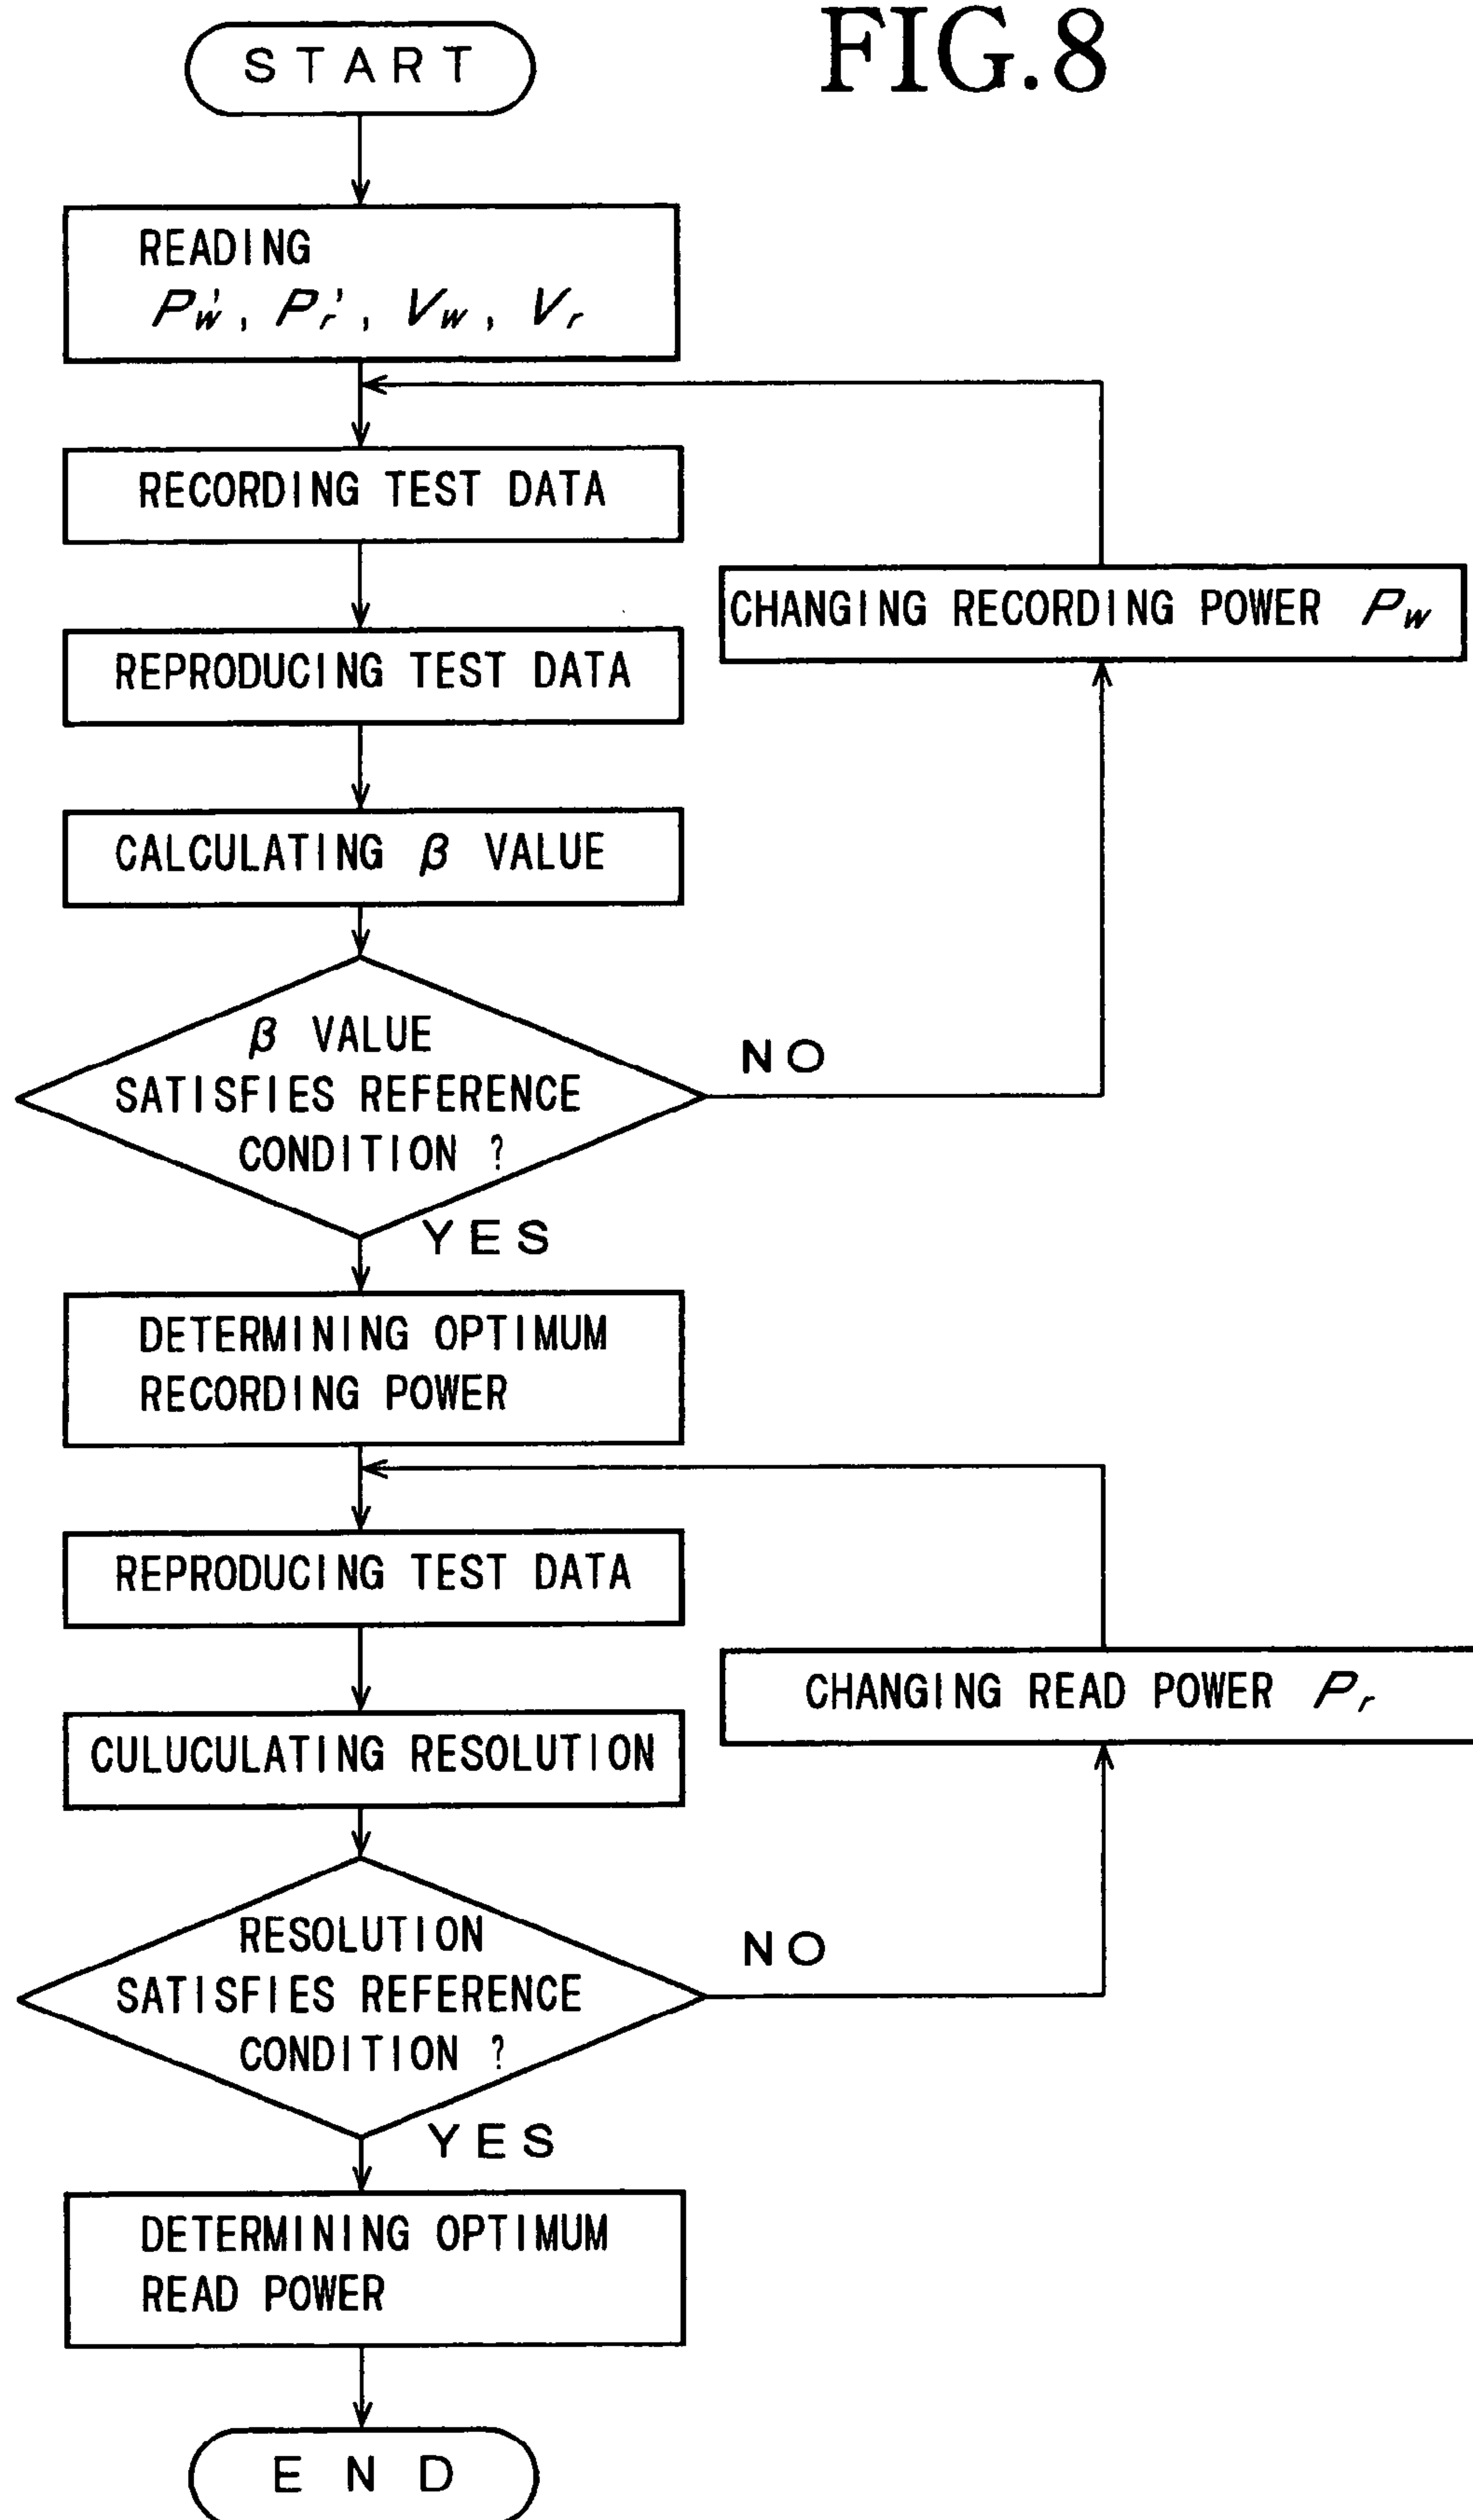 FIG.8
START
READING
Pw', Pr', Vw, Vr
RECORDING TEST DATA
CHANGING RECORDING POWER Pw
REPRODUCING TEST DATA
CALCULATING β VALUE
β VALUE
SATISFIES REFERENCE
CONDITION ?
NO
YES
DETERMINING OPTIMUM
RECORDING POWER
REPRODUCING TEST DATA
CHANGING READ POWER Pr
CULUCULATING RESOLUTION
RESOLUTION
SATISFIES REFERENCE
CONDITION ?
NO
YES
DETERMINING OPTIMUM
READ POWER
END